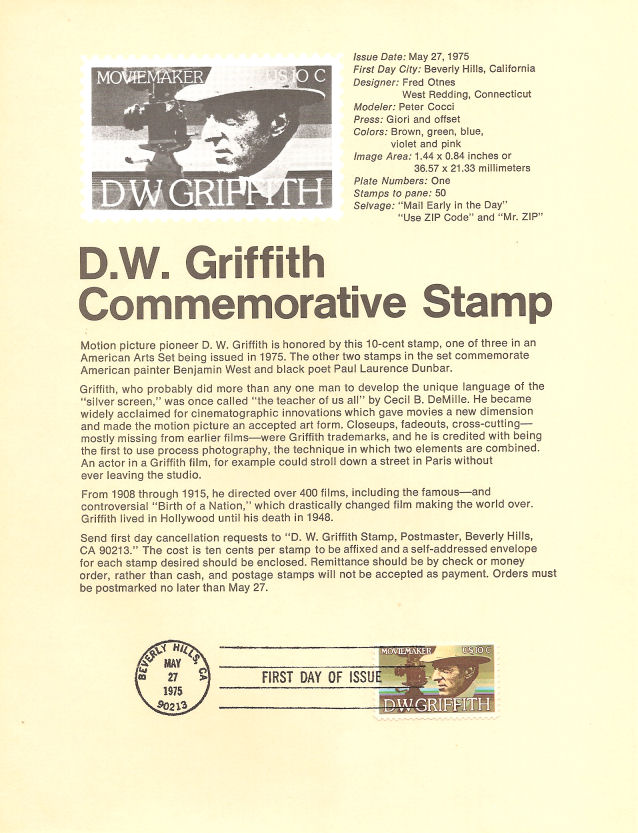 MOVIEMAKER US 10 C
D W GRIFFITH
Issue Date: May 27, 1975
First Day City: Beverly Hills, California
Designer: Fred Otnes
West Redding, Connecticut
Modeler: Peter Cocci
Press: Giori and offset
Colors: Brown, green, blue,
violet and pink
Image Area: 1.44 x 0.84 inches or
36.57 x 21.33 millimeters
Plate Numbers: One
Stamps to pane: 50
Selvage: “Mail Early in the Day”
“Use ZIP Code” and “Mr. ZIP”
D.W. Griffith
Commemorative Stamp
Motion picture pioneer D. W. Griffith is honored by this 10-cent stamp, one of three in an
American Arts Set being issued in 1975. The other two stamps in the set commemorate
American painter Benjamin West and black poet Paul Laurence Dunbar.
Griffith, who probably did more than any one man to develop the unique language of the
“silver screen,” was once called “the teacher of us all” by Cecil B. DeMille. He became
widely acclaimed for cinematographic innovations which gave movies a new dimension
and made the motion picture an accepted art form. Closeups, fadeouts, cross-cutting—
mostly missing from earlier films—were Griffith trademarks, and he is credited with being
the first to use process photography, the technique in which two elements are combined.
An actor in a Griffith film, for example could stroll down a street in Paris without
ever leaving the studio.
From 1908 through 1915, he directed over 400 films, including the famous—and
controversial “Birth of a Nation,” which drastically changed film making the world over.
Griffith lived in Hollywood until his death in 1948.
Send first day cancellation requests to “D. W. Griffith Stamp, Postmaster, Beverly Hills,
CA 90213.” The cost is ten cents per stamp to be affixed and a self-addressed envelope
for each stamp desired should be enclosed. Remittance should be by check or money
order, rather than cash, and postage stamps will not be accepted as payment. Orders must
be postmarked no later than May 27.
BEVERLY HILLS, CA
MAY
27
1975
90213
FIRST DAY OF ISSUE
MOVIEMAKER US 10 C
D W GRIFFITH